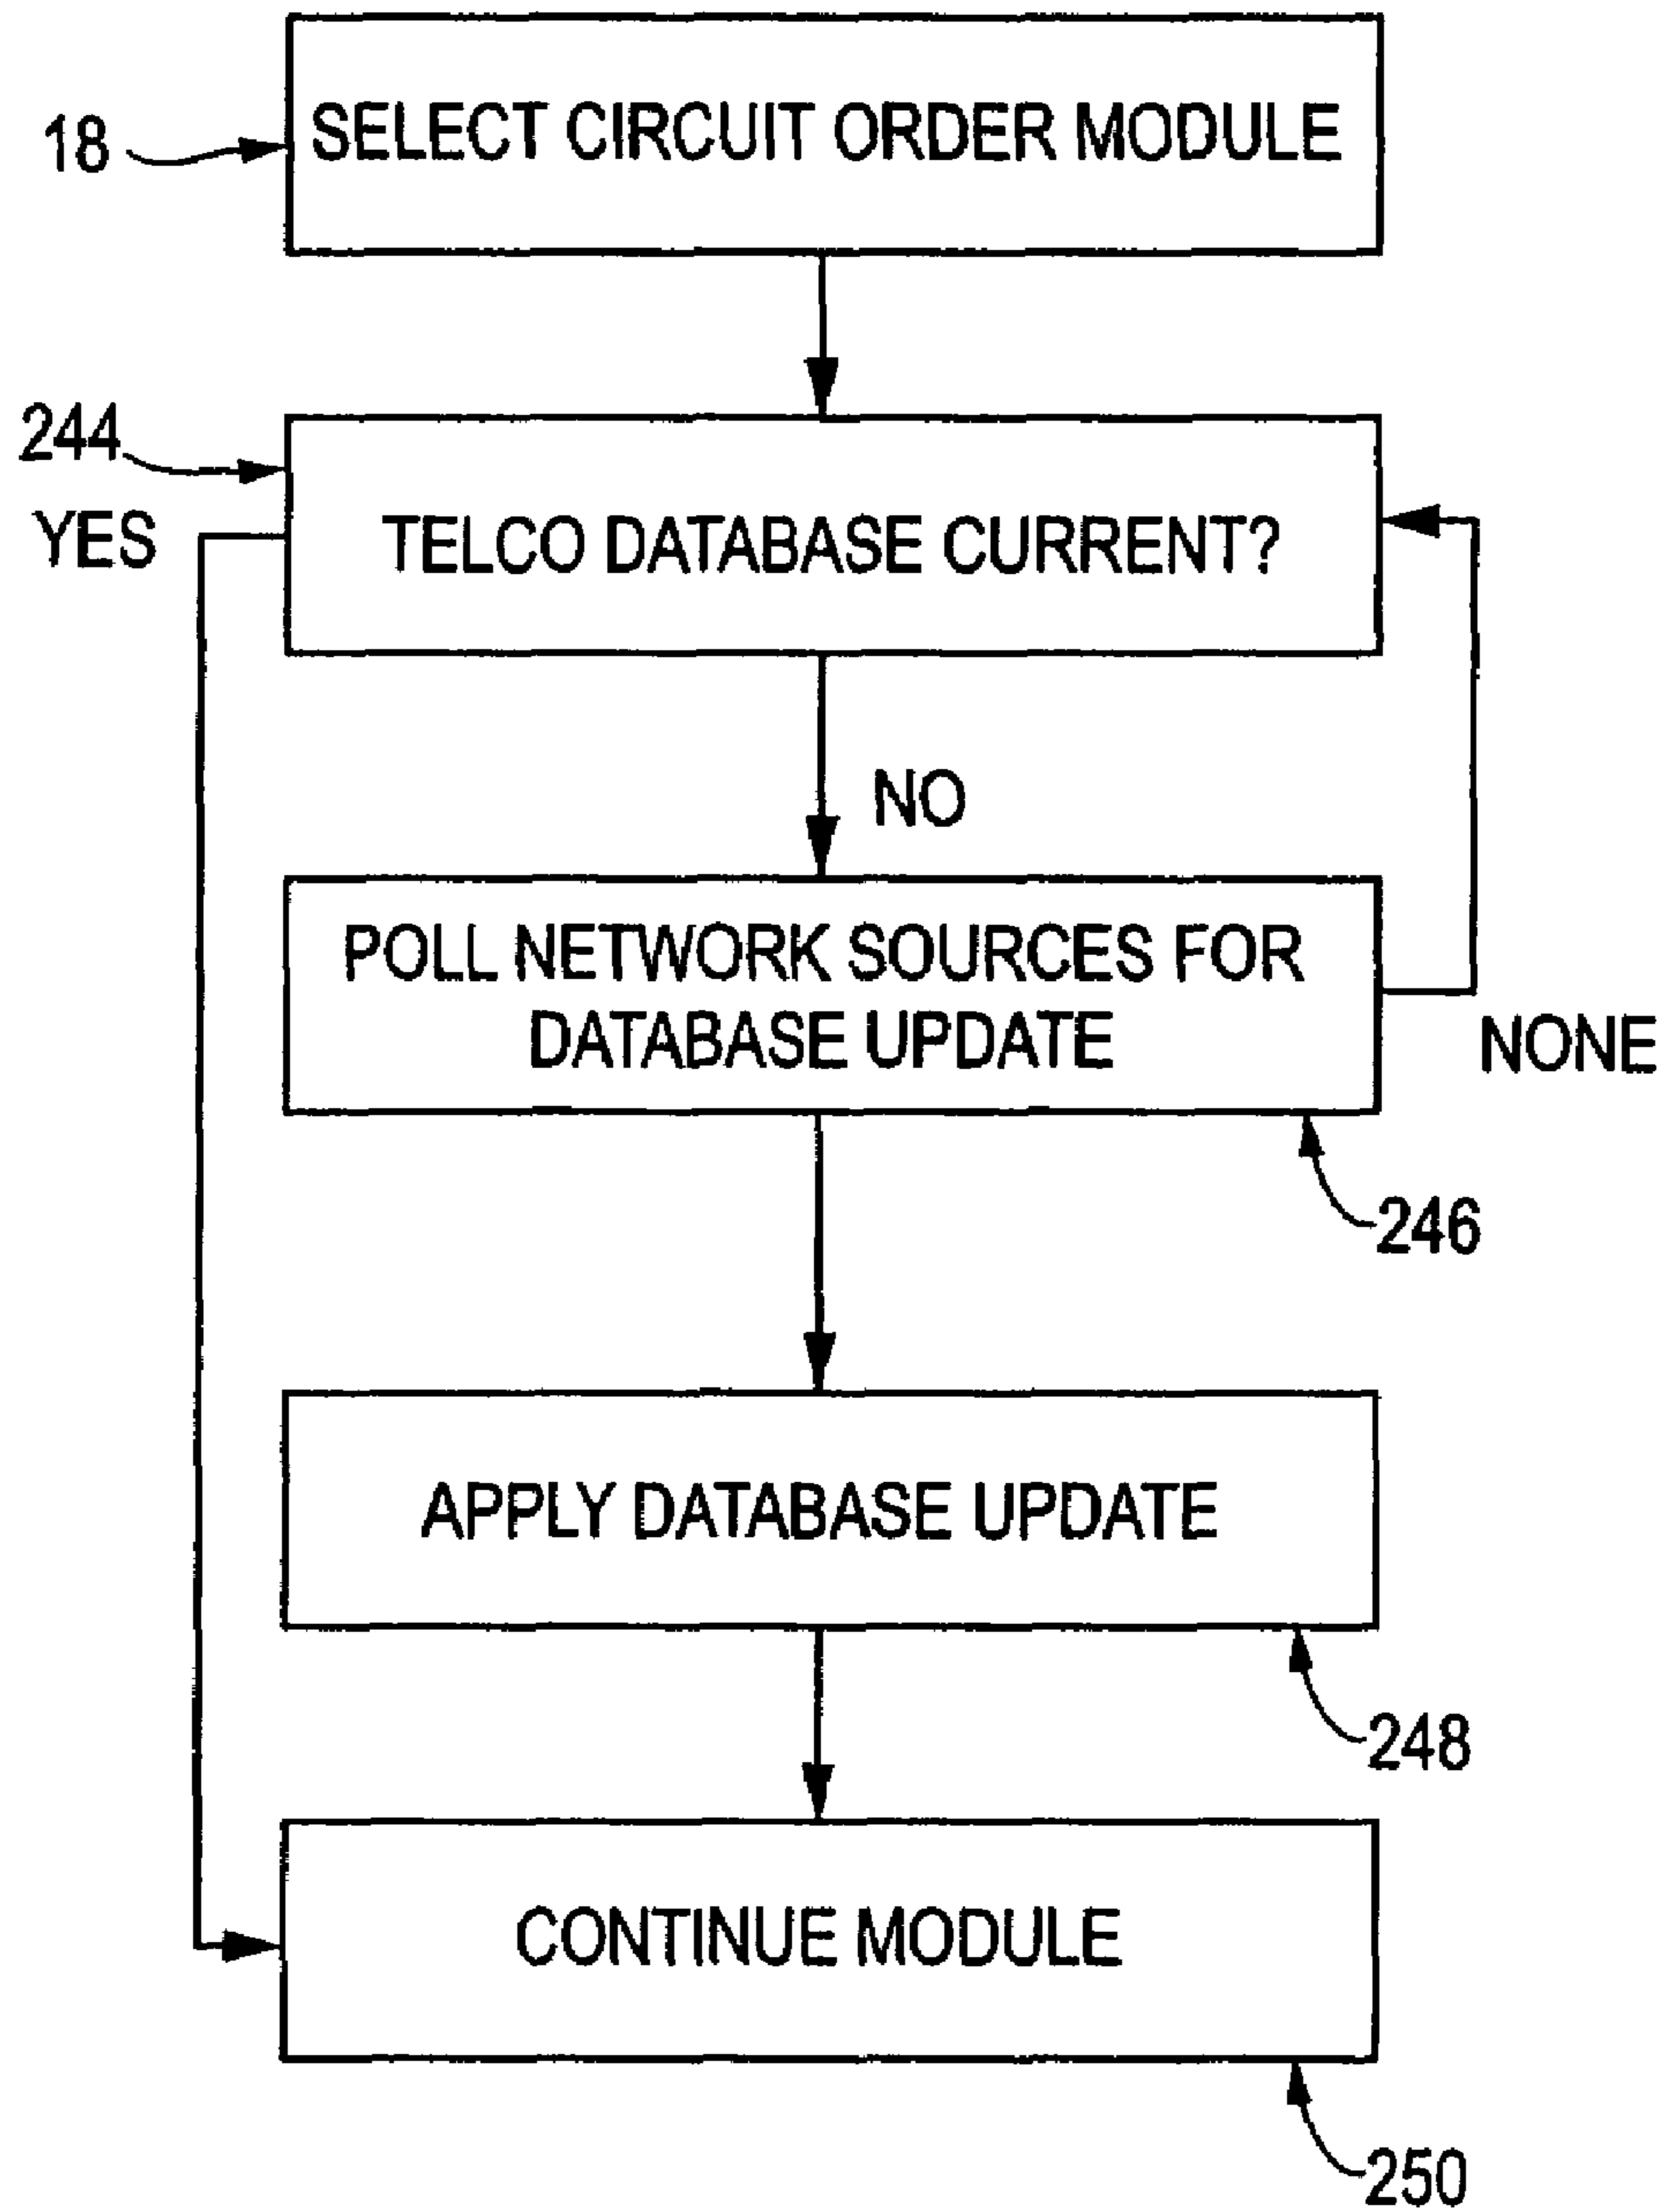 18
SELECT CIRCUIT ORDER MODULE
244
YES
TELCO DATABASE CURRENT?
NO
POLL NETWORK SOURCES FOR
DATABASE UPDATE
NONE
246
APPLY DATABASE UPDATE
248
CONTINUE MODULE
250